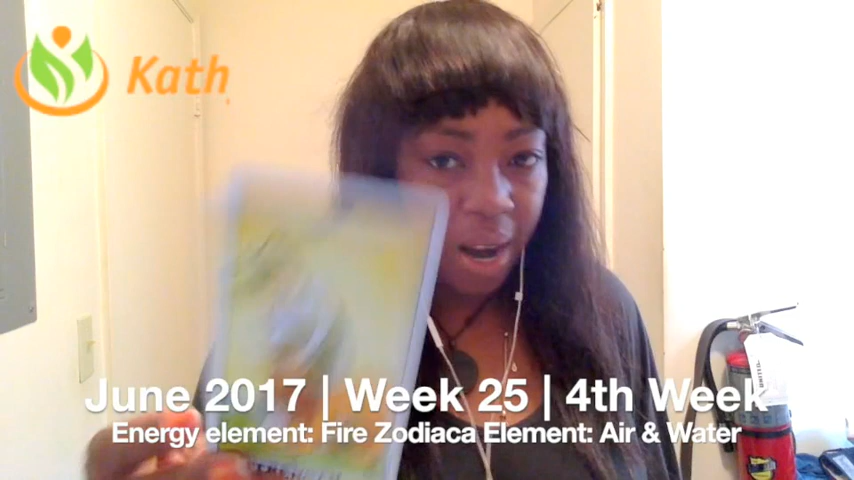 Kath
June 2017 | Week 25 | 4th Week
Energy element: Fire Zodiaca Element: Air & Water